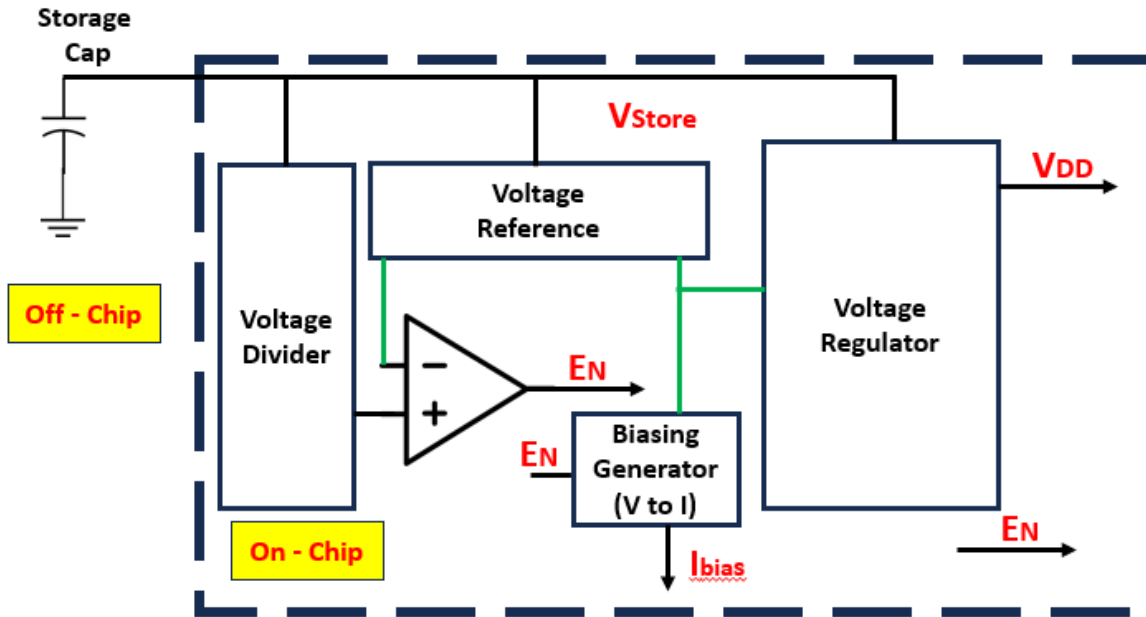 Storage
Cap
VStore
Voltage
Reference
VDD
Off - Chip
Voltage
Divider
Voltage
Regulator
−
+
EN
EN
Biasing
Generator
(V to I)
On - Chip
EN
Ibias